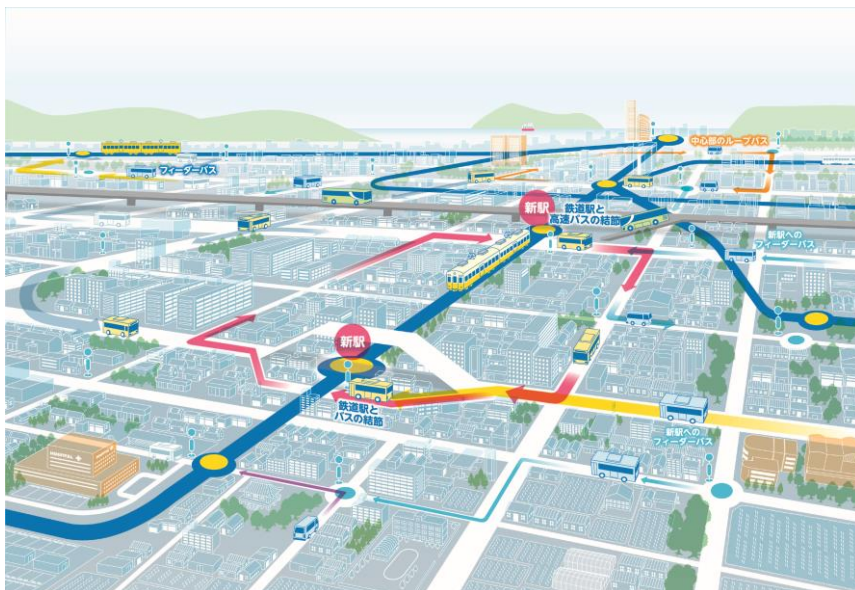 中心部のループバス
フィーダーバス
新駅
鉄道駅と
高速バスの結節
新駅への
フィーダーバス
新駅
鉄道駅と
バスの結節
新駅への
フィーダーバス
HOSPITAL